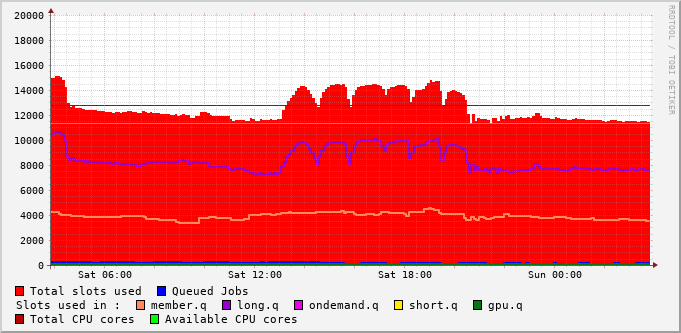 RRDTOOL / TOBI OETIKER
20000
18000
16000
14000
12000
10000
8000
6000
4000
2000
0
Sat 06:00 Sat 12:00 Sat 18:00 Sun 00:00
Total slots used Queued Jobs
Slots used in : member.q long.q ondemand.q short.q gpu.q
Total CPU cores Available CPU cores